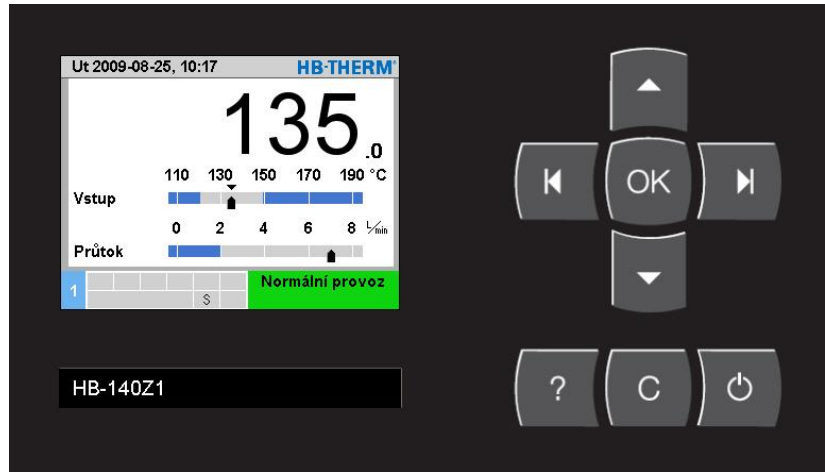 Ut 2009-08-25, 10:17 HB-THERM®
135.0
110 130 150 170 190 °C
Vstup
0 2 4 6 8 L/min
Průtok
1 S Normální provoz
OK
HB-140Z1
? C